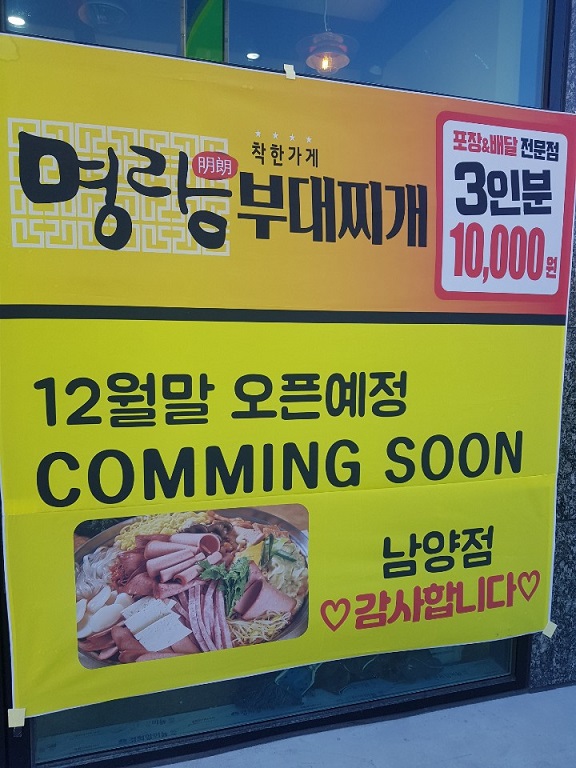 착한가게
명랑 明朗 부대찌개
포장&배달 전문점
3인분
10,000원
12월말 오픈예정
COMMING SOON
남양점
♡감사합니다♡